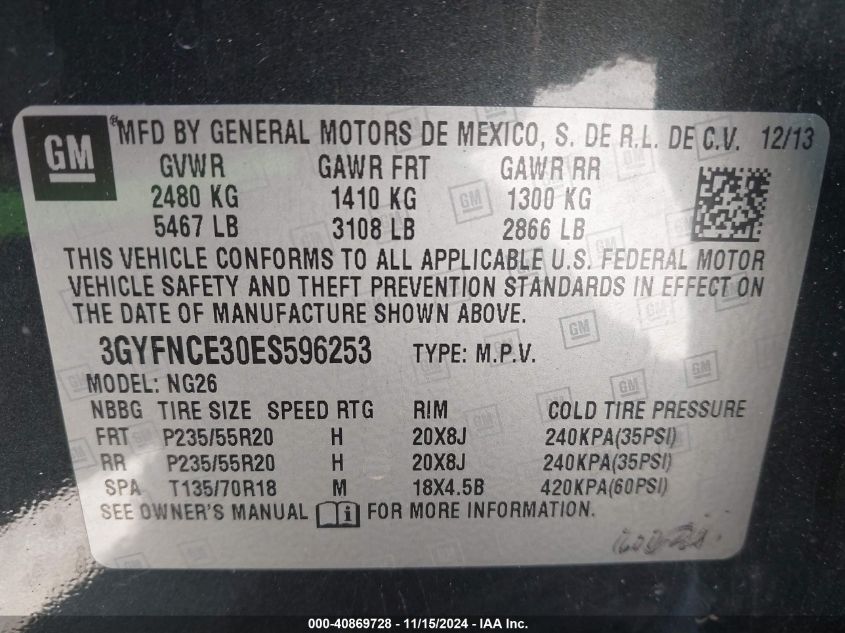 GM
®MFD BY GENERAL MOTORS DE MEXICO, S. DE R.L. DE C.V. 12/13
GVWR GAWR FRT GAWR RR
2480 KG 1410 KG 1300 KG
5467 LB 3108 LB 2866 LB
THIS VEHICLE CONFORMS TO ALL APPLICABLE U.S. FEDERAL MOTOR
VEHICLE SAFETY AND THEFT PREVENTION STANDARDS IN EFFECT ON
THE DATE OF MANUFACTURE SHOWN ABOVE.
3GYFNCE30ES596253 TYPE: M.P.V.
MODEL: NG26
NBBG TIRE SIZE SPEED RTG RIM COLD TIRE PRESSURE
FRT P235/55R20 H 20X8J 240KPA(35PSI)
RR P235/55R20 H 20X8J 240KPA(35PSI)
SPA T135/70R18 M 18X4.5B 420KPA(60PSI)
SEE OWNER'S MANUAL FOR MORE INFORMATION.
000-40869728 - 11/15/2024 - IAA Inc.